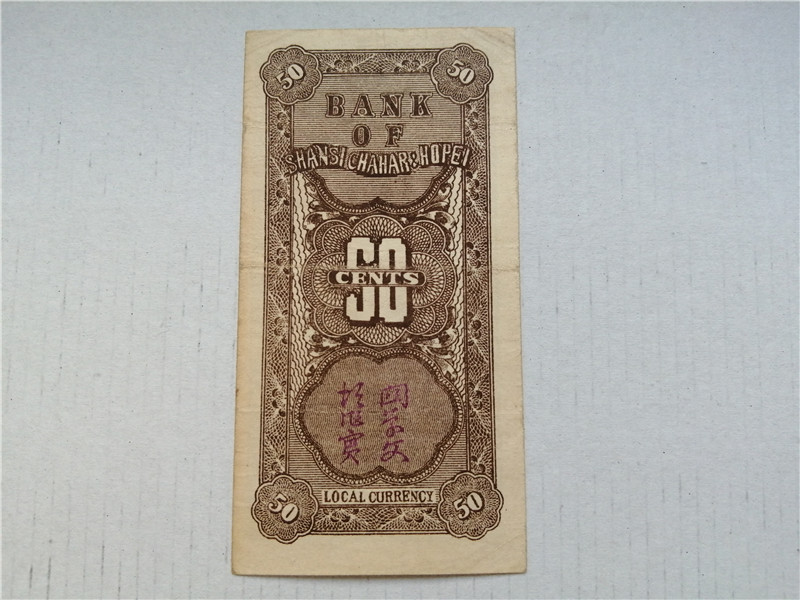 50 50
BANK
OF
SHANSI CHAHAR & HOPEI
50
CENTS
LOCAL CURRENCY
50 50